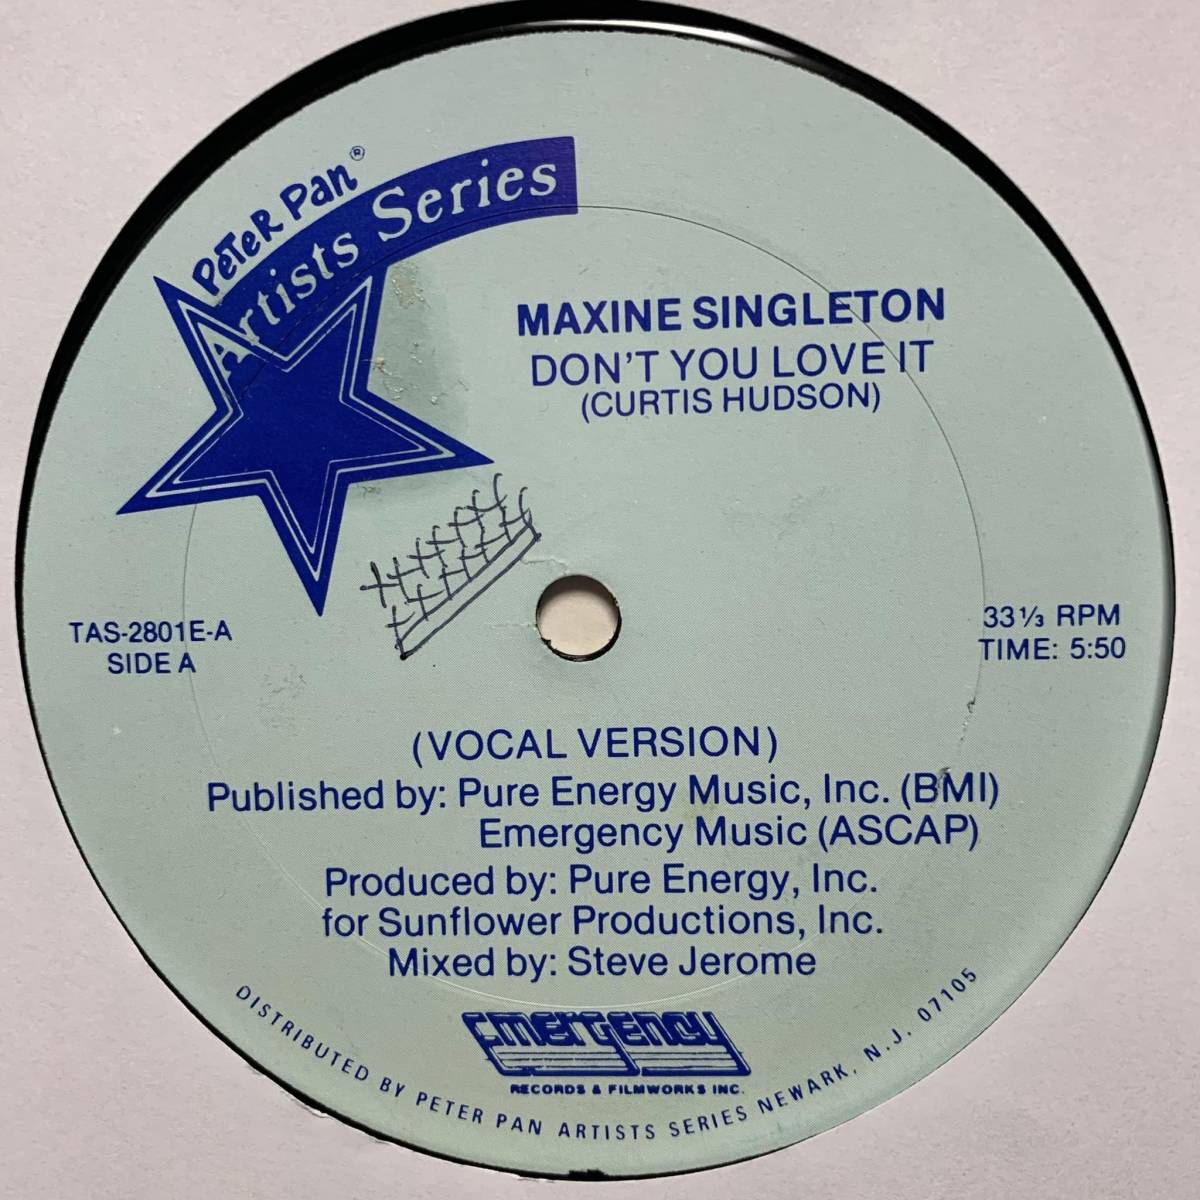 PETER PAN®
Artists Series
MAXINE SINGLETON
DON'T YOU LOVE IT
(CURTIS HUDSON)
TAS-2801E-A
SIDE A
33 1/3 RPM
TIME: 5:50
(VOCAL VERSION)
Published by: Pure Energy Music, Inc. (BMI)
Emergency Music (ASCAP)
Produced by: Pure Energy, Inc.
for Sunflower Productions, Inc.
Mixed by: Steve Jerome
Emergency
RECORDS & FILMWORKS INC.
DISTRIBUTED BY PETER PAN ARTISTS SERIES NEWARK, N.J. 07105